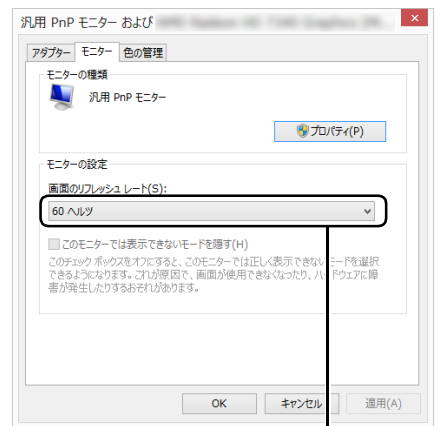 汎用 PnP モニター および
アダプター モニター 色の管理
モニターの種類
汎用 PnP モニター
プロパティ(P)
モニターの設定
画面のリフレッシュ レート(S):
60 ヘルツ
このモニターでは表示できないモードを隠す(H)
このチェック ボックスをオフにすると、このモニターでは正しく表示できない ードを選択
できるようになります。これが原因で、画面が使用できなくなったり、ハ ドウェアに障
害が発生したりするおそれがあります。
OK キャンセル 適用(A)